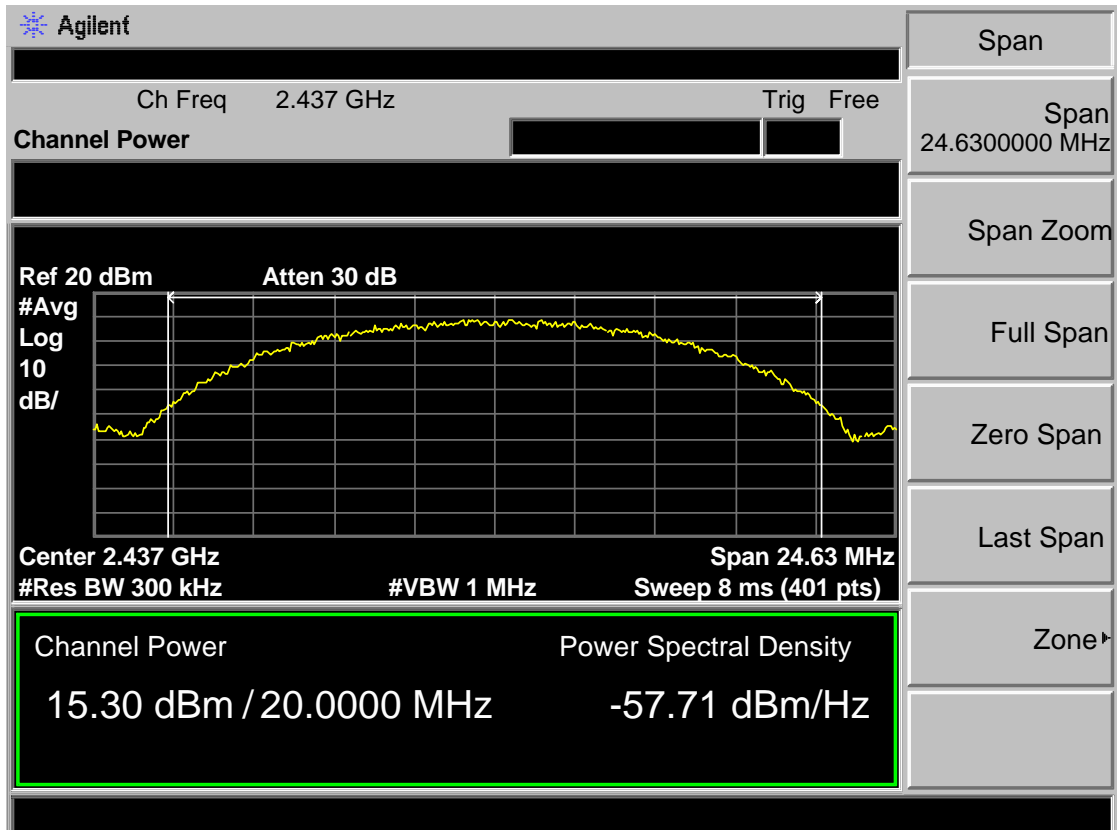 Agilent
Span
Ch Freq 2.437 GHz Trig Free
Channel Power
Span
24.6300000 MHz
Span Zoom
Ref 20 dBm Atten 30 dB
#Avg
Log
10
dB/
Full Span
Zero Span
Last Span
Center 2.437 GHz Span 24.63 MHz
#Res BW 300 kHz #VBW 1 MHz Sweep 8 ms (401 pts)
Zone
Channel Power Power Spectral Density
15.30 dBm / 20.0000 MHz -57.71 dBm/Hz